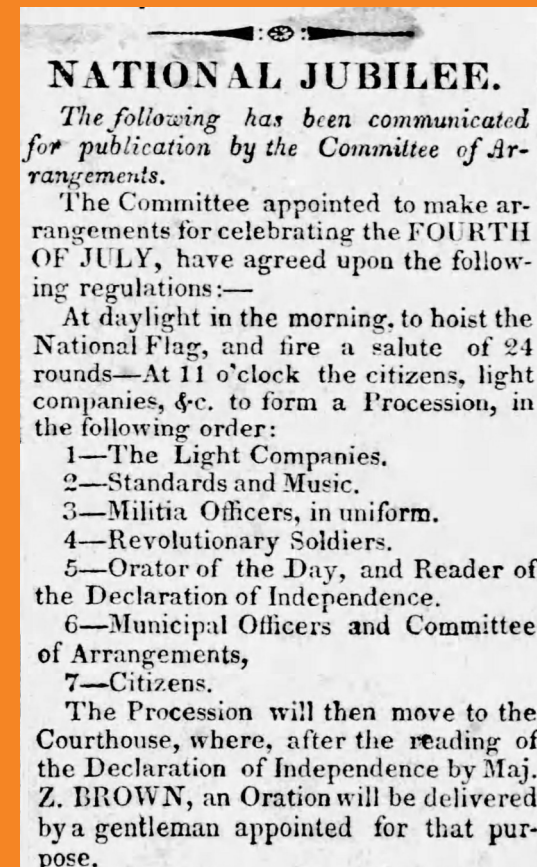 NATIONAL JUBILEE.
The following has been communicated
for publication by the Committee of Ar-
rangements.
The Committee appointed to make ar-
rangements for celebrating the FOURTH
OF JULY, have agreed upon the follow-
ing regulations:—
At daylight in the morning, to hoist the
National Flag, and fire a salute of 24
rounds—At 11 o'clock the citizens, light
companies, &c. to form a Procession, in
the following order:
1—The Light Companies.
2—Standards and Music.
3—Militia Officers, in uniform.
4—Revolutionary Soldiers.
5—Orator of the Day, and Reader of
the Declaration of Independence.
6—Municipal Officers and Committee
of Arrangements,
7—Citizens.
The Procession will then move to the
Courthouse, where, after the reading of
the Declaration of Independence by Maj.
Z. BROWN, an Oration will be delivered
by a gentleman appointed for that pur-
pose.